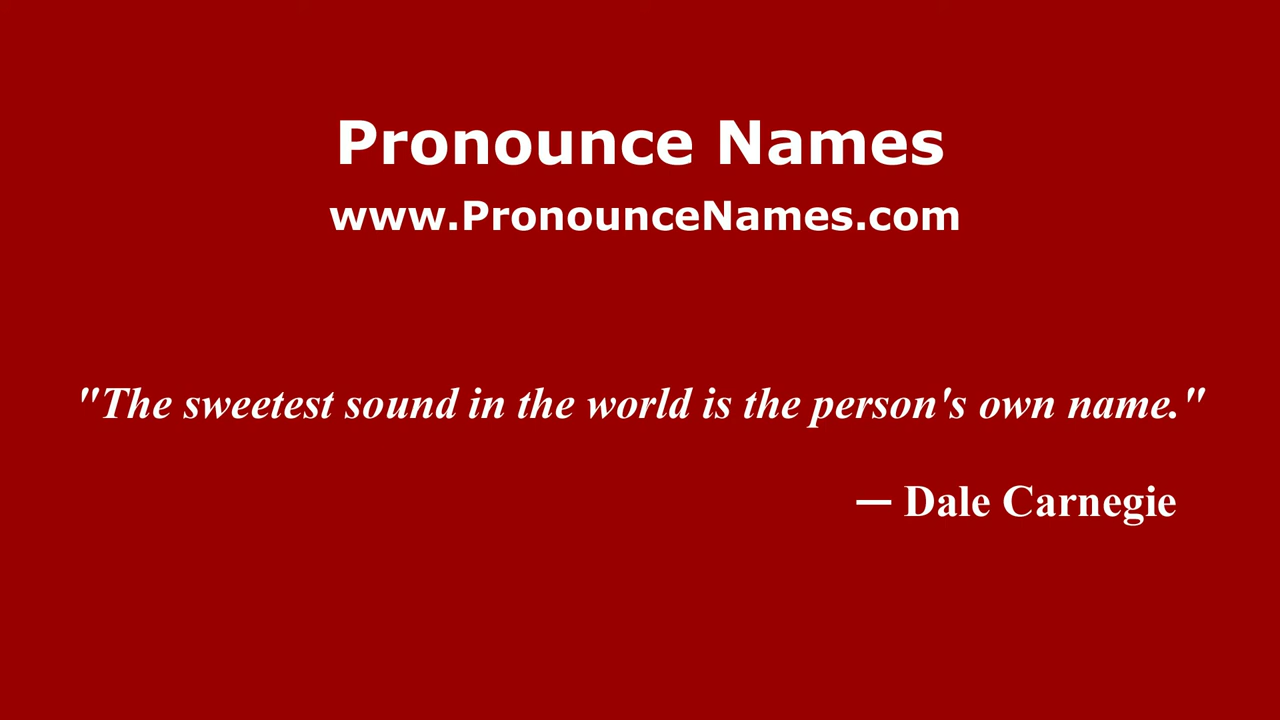 Pronounce Names
www.PronounceNames.com
"The sweetest sound in the world is the person's own name."
— Dale Carnegie